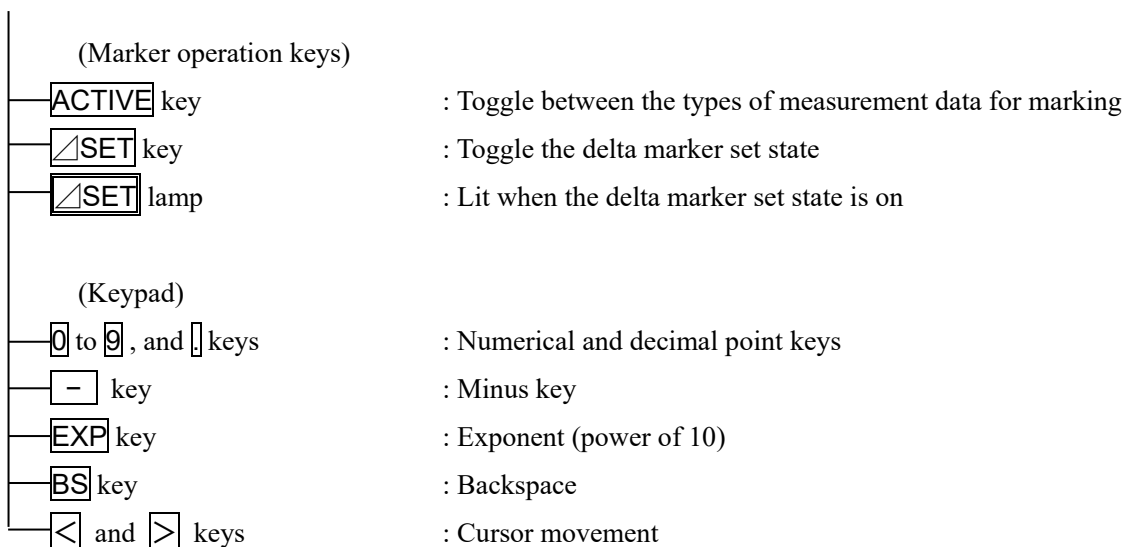 (Marker operation keys)
ACTIVE key : Toggle between the types of measurement data for marking
⊿SET key : Toggle the delta marker set state
⊿SET lamp : Lit when the delta marker set state is on
(Keypad)
0 to 9 , and . keys : Numerical and decimal point keys
− key : Minus key
EXP key : Exponent (power of 10)
BS key : Backspace
< and > keys : Cursor movement